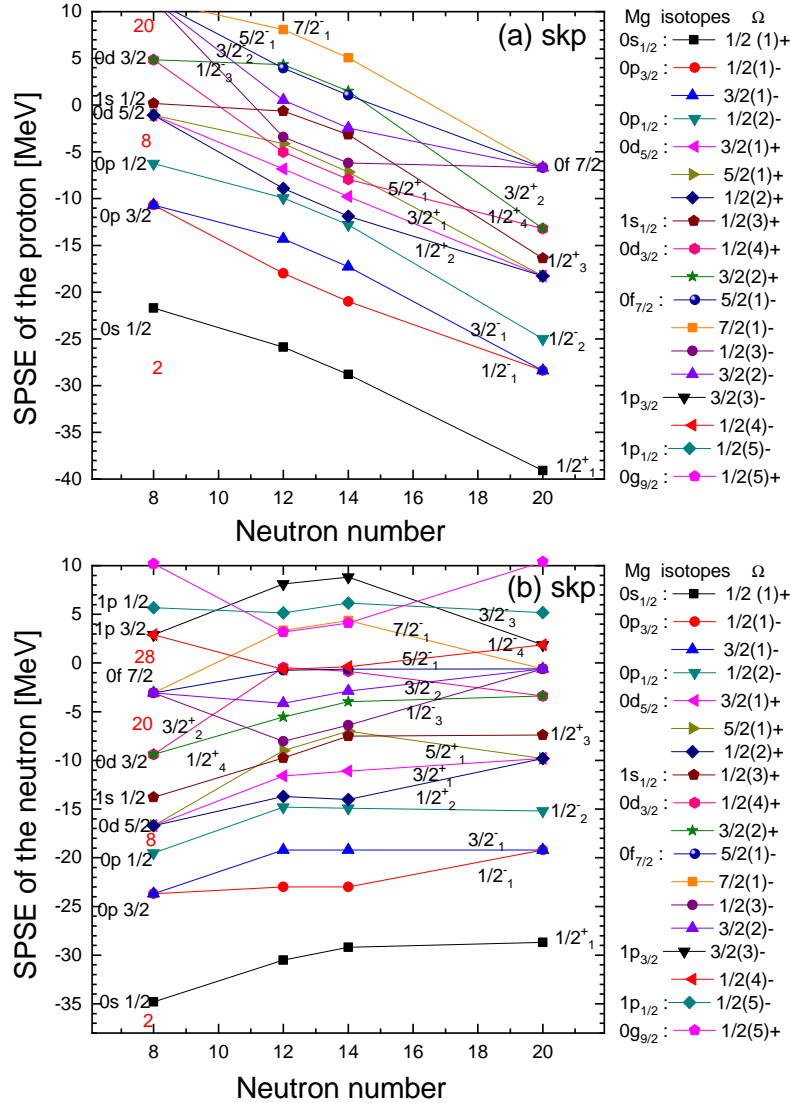 (a) skp
SPSE of the proton [MeV]
10
5
0
-5
-10
-15
-20
-25
-30
-35
-40
6
8
10
12
14
16
18
20
Neutron number
20
8
2
0d 3/2
1s 1/2
0d 5/2
0p 1/2
0p 3/2
0s 1/2
7/2⁻₁
5/2⁻₁
3/2⁻₂
1/2⁻₃
0f 7/2
3/2⁺₂
5/2⁺₁
1/2⁺₄
3/2⁺₁
1/2⁺₂
1/2⁺₃
3/2⁻₁
1/2⁻₂
1/2⁻₁
1/2⁺₁
Mg isotopes Ω
0s₁/₂ : 1/2 (1)+
0p₃/₂ : 1/2(1)-
3/2(1)-
0p₁/₂ : 1/2(2)-
0d₅/₂ : 3/2(1)+
5/2(1)+
1/2(2)+
1s₁/₂ : 1/2(3)+
0d₃/₂ : 1/2(4)+
3/2(2)+
0f₇/₂ : 5/2(1)-
7/2(1)-
1/2(3)-
3/2(2)-
1p₃/₂ 3/2(3)-
1/2(4)-
1p₁/₂ : 1/2(5)-
0g₉/₂ : 1/2(5)+
(b) skp
SPSE of the neutron [MeV]
10
5
0
-5
-10
-15
-20
-25
-30
-35
6
8
10
12
14
16
18
20
Neutron number
1p 1/2
1p 3/2
28
0f 7/2
20
0d 3/2
1s 1/2
0d 5/2
8
0p 1/2
0p 3/2
0s 1/2
2
3/2⁻₃
7/2⁻₁
1/2⁻₄
5/2⁻₁
3/2⁻₂
1/2⁻₃
3/2⁺₂
1/2⁺₄
1/2⁺₃
5/2⁺₁
3/2⁺₁
1/2⁺₂
1/2⁻₂
3/2⁻₁
1/2⁻₁
1/2⁺₁
Mg isotopes Ω
0s₁/₂ : 1/2 (1)+
0p₃/₂ : 1/2(1)-
3/2(1)-
0p₁/₂ : 1/2(2)-
0d₅/₂ : 3/2(1)+
5/2(1)+
1/2(2)+
1s₁/₂ : 1/2(3)+
0d₃/₂ : 1/2(4)+
3/2(2)+
0f₇/₂ : 5/2(1)-
7/2(1)-
1/2(3)-
3/2(2)-
1p₃/₂ 3/2(3)-
1/2(4)-
1p₁/₂ : 1/2(5)-
0g₉/₂ : 1/2(5)+